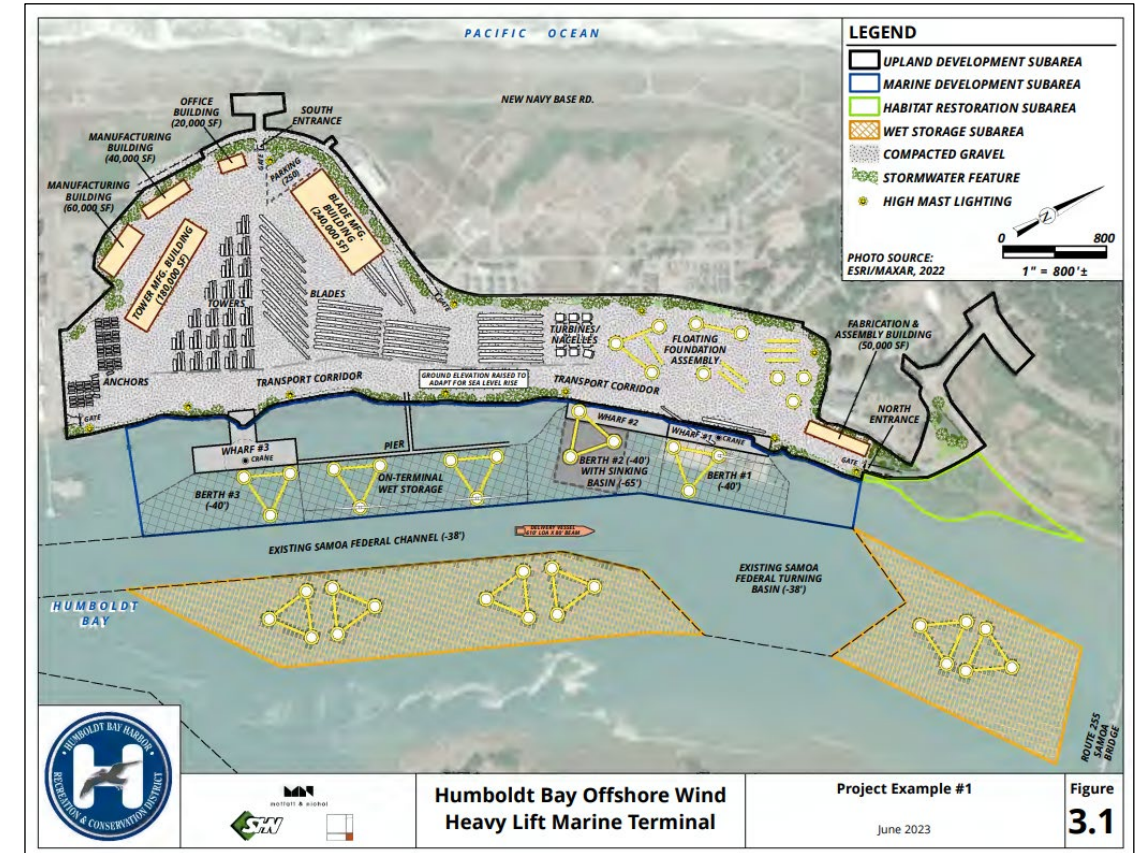 PACIFIC OCEAN
NEW NAVY BASE RD.
OFFICE
BUILDING
(20,000 SF)
SOUTH
ENTRANCE
MANUFACTURING
BUILDING
(40,000 SF)
MANUFACTURING
BUILDING
(60,000 SF)
GATE
PARKING
(250)
BLADE MFG.
BUILDING
(240,000 SF)
TOWER MFG. BUILDING
(180,000 SF)
TOWERS
BLADES
GATE
TURBINES/
NACELLES
FLOATING
FOUNDATION
ASSEMBLY
FABRICATION &
ASSEMBLY BUILDING
(50,000 SF)
ANCHORS
TRANSPORT CORRIDOR
GROUND ELEVATION RAISED TO
ADAPT FOR SEA LEVEL RISE
TRANSPORT CORRIDOR
GATE
NORTH
ENTRANCE
GATE
WHARF #3
CRANE
PIER
WHARF #2
WHARF #1
CRANE
BERTH #3
(-40')
ON-TERMINAL
WET STORAGE
BERTH #2 (-40')
WITH SINKING
BASIN (-65')
BERTH #1
(-40')
EXISTING SAMOA FEDERAL CHANNEL (-38')
DELIVERY VESSEL
EXISTING SAMOA
FEDERAL TURNING
BASIN (-38')
HUMBOLDT
BAY
ROUTE 255
SAMOA
BRIDGE
LEGEND
UPLAND DEVELOPMENT SUBAREA
MARINE DEVELOPMENT SUBAREA
HABITAT RESTORATION SUBAREA
WET STORAGE SUBAREA
COMPACTED GRAVEL
STORMWATER FEATURE
HIGH MAST LIGHTING
N
0 800
1" = 800'±
PHOTO SOURCE:
ESRI/MAXAR, 2022
HUMBOLDT BAY HARBOR
RECREATION & CONSERVATION DISTRICT
H
moffatt & nichol
SHN
Humboldt Bay Offshore Wind
Heavy Lift Marine Terminal
Project Example #1
June 2023
Figure
3.1